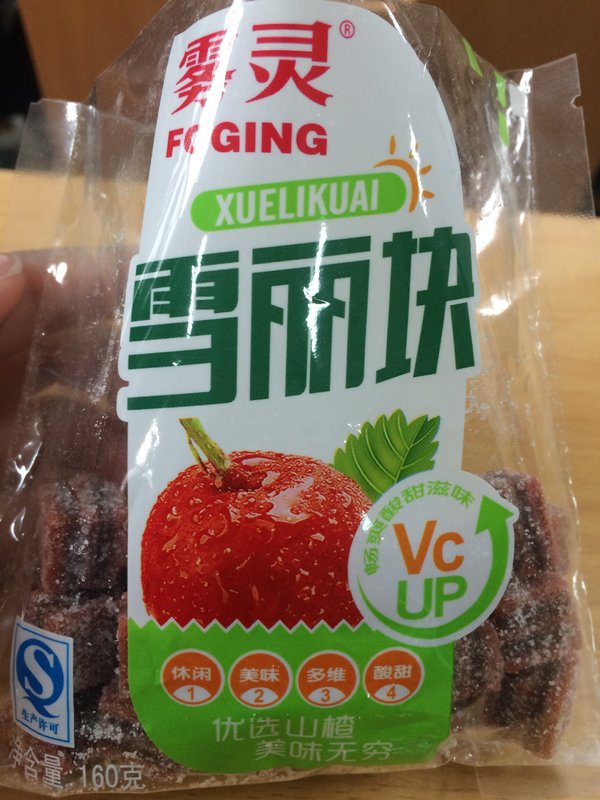 雾灵®
FOGING
XUELIKUAI
雪丽块
畅爽酸甜滋味
Vc
UP
休闲 美味 多维 酸甜
1 2 3 4
优选山楂
美味无穷
生产许可
净含量 160克